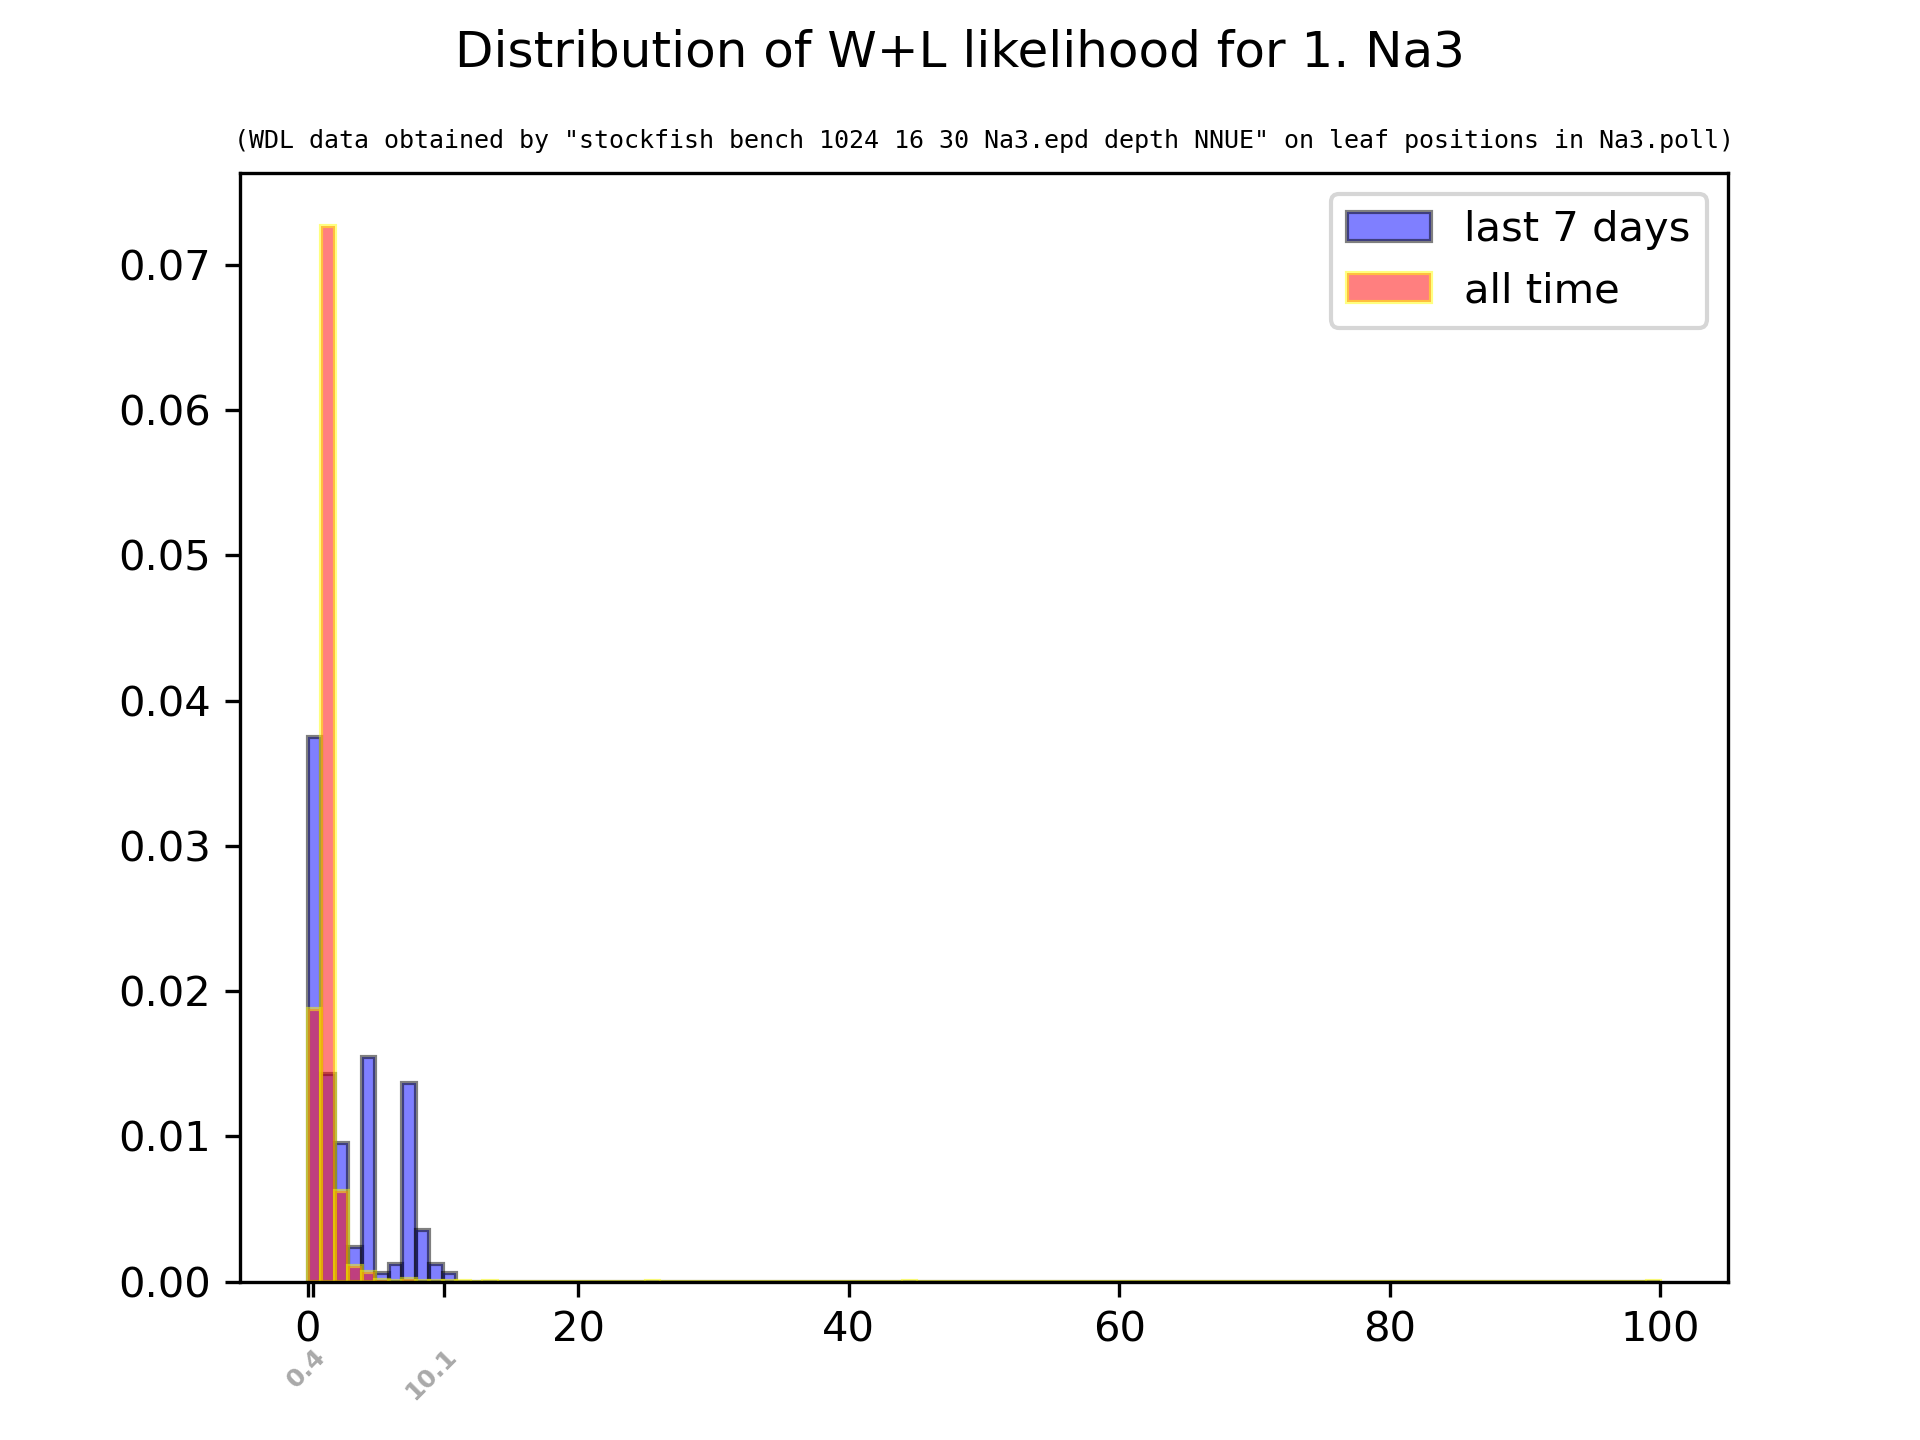 Distribution of W+L likelihood for 1. Na3
(WDL data obtained by "stockfish bench 1024 16 30 Na3.epd depth NNUE" on leaf positions in Na3.poll)
last 7 days
all time
0.07
0.06
0.05
0.04
0.03
0.02
0.01
0.00
0 20 40 60 80 100
0.4 10.1